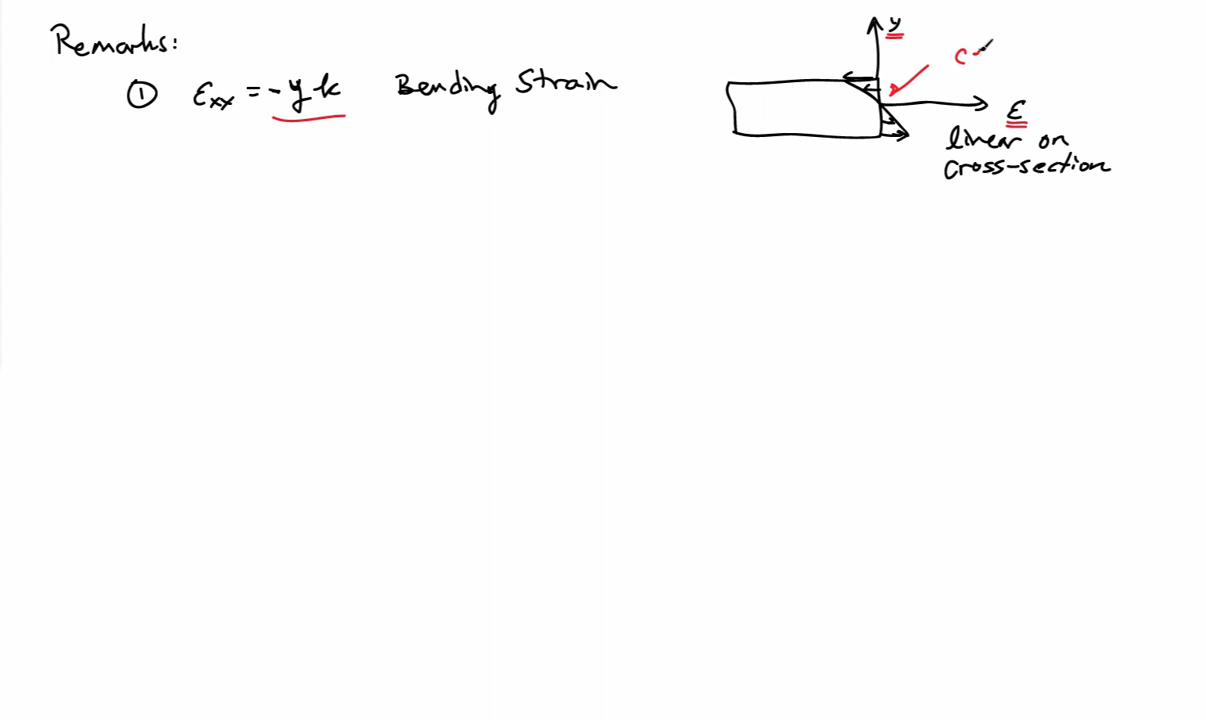 Remarks:
① εxx = -yk Bending Strain
y
ε
linear on
cross-section